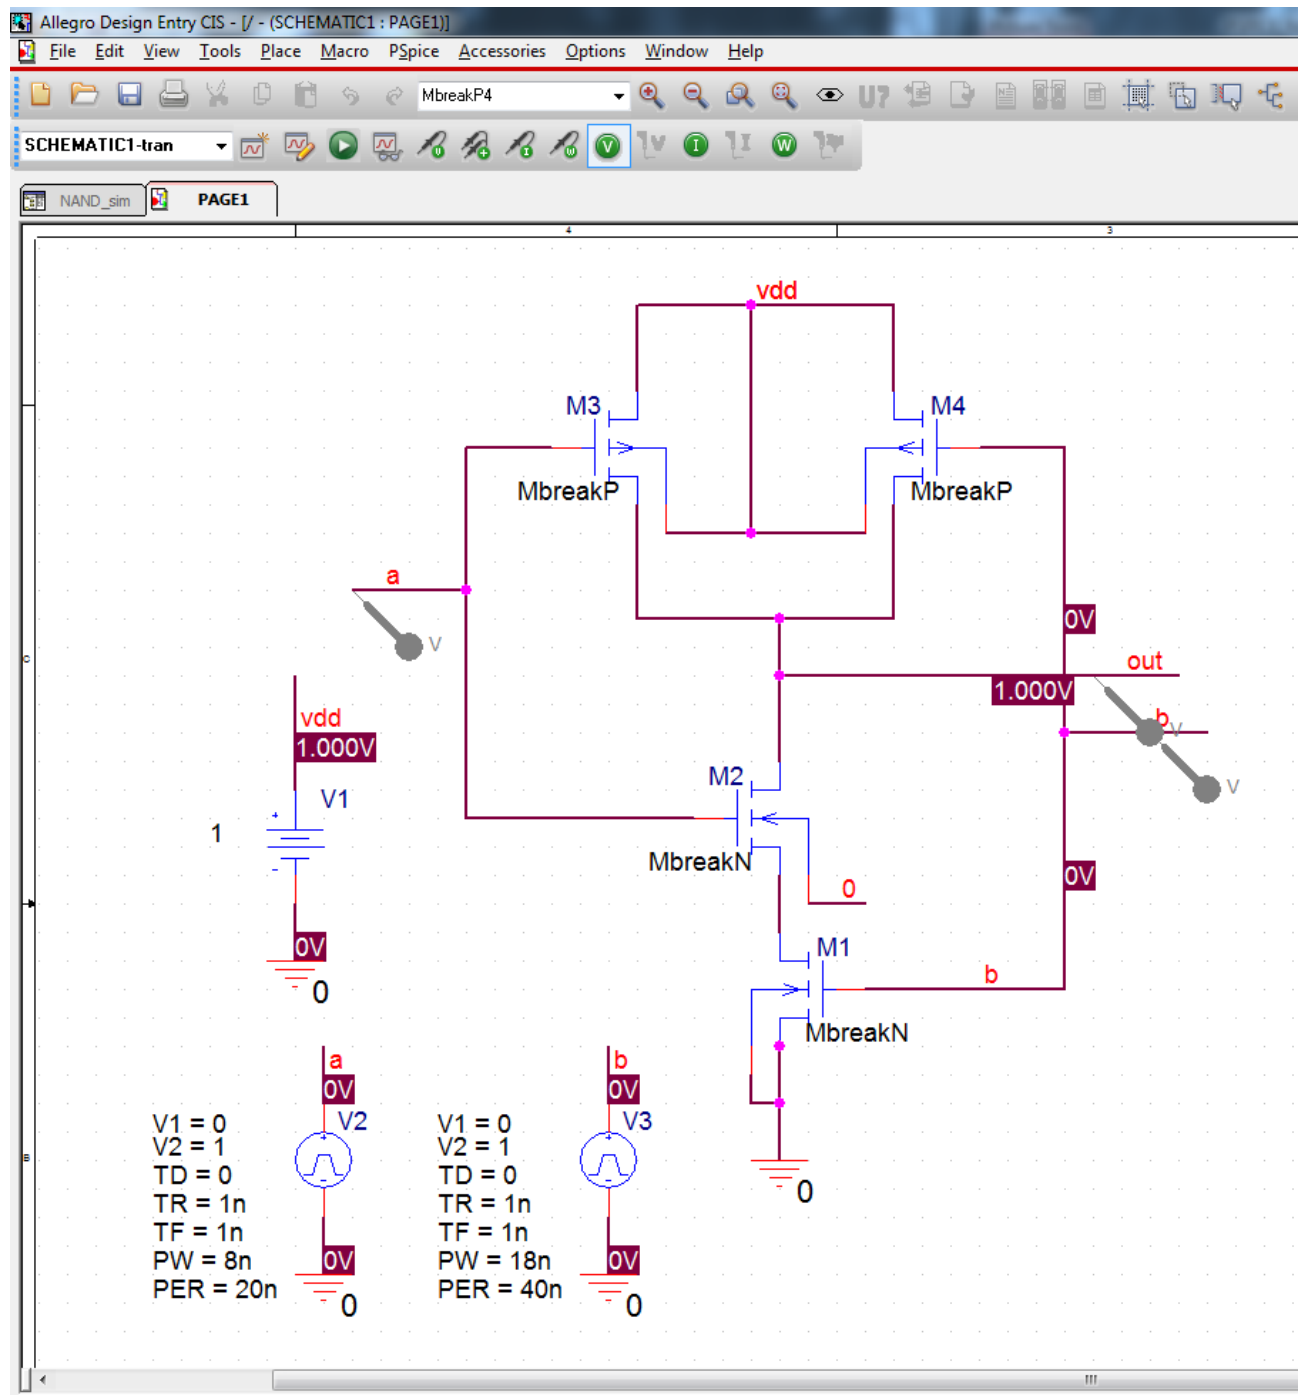 Allegro Design Entry CIS - [/ - (SCHEMATIC1 : PAGE1)]
File Edit View Tools Place Macro PSpice Accessories Options Window Help
MbreakP4
U?
SCHEMATIC1-tran
V I W
NAND_sim PAGE1
4 3
vdd
M3 M4
MbreakP MbreakP
a
V
0V
out
1.000V
vdd
b
V
1.000V
M2
V1
V
1
MbreakN
0V
0
M1
0V
b
0
MbreakN
a b
0V 0V
V1 = 0 V2 V1 = 0 V3
V2 = 1 V2 = 1
TD = 0 TD = 0
0
TR = 1n TR = 1n
TF = 1n TF = 1n
PW = 8n 0V PW = 18n 0V
PER = 20n PER = 40n
0 0
C
B